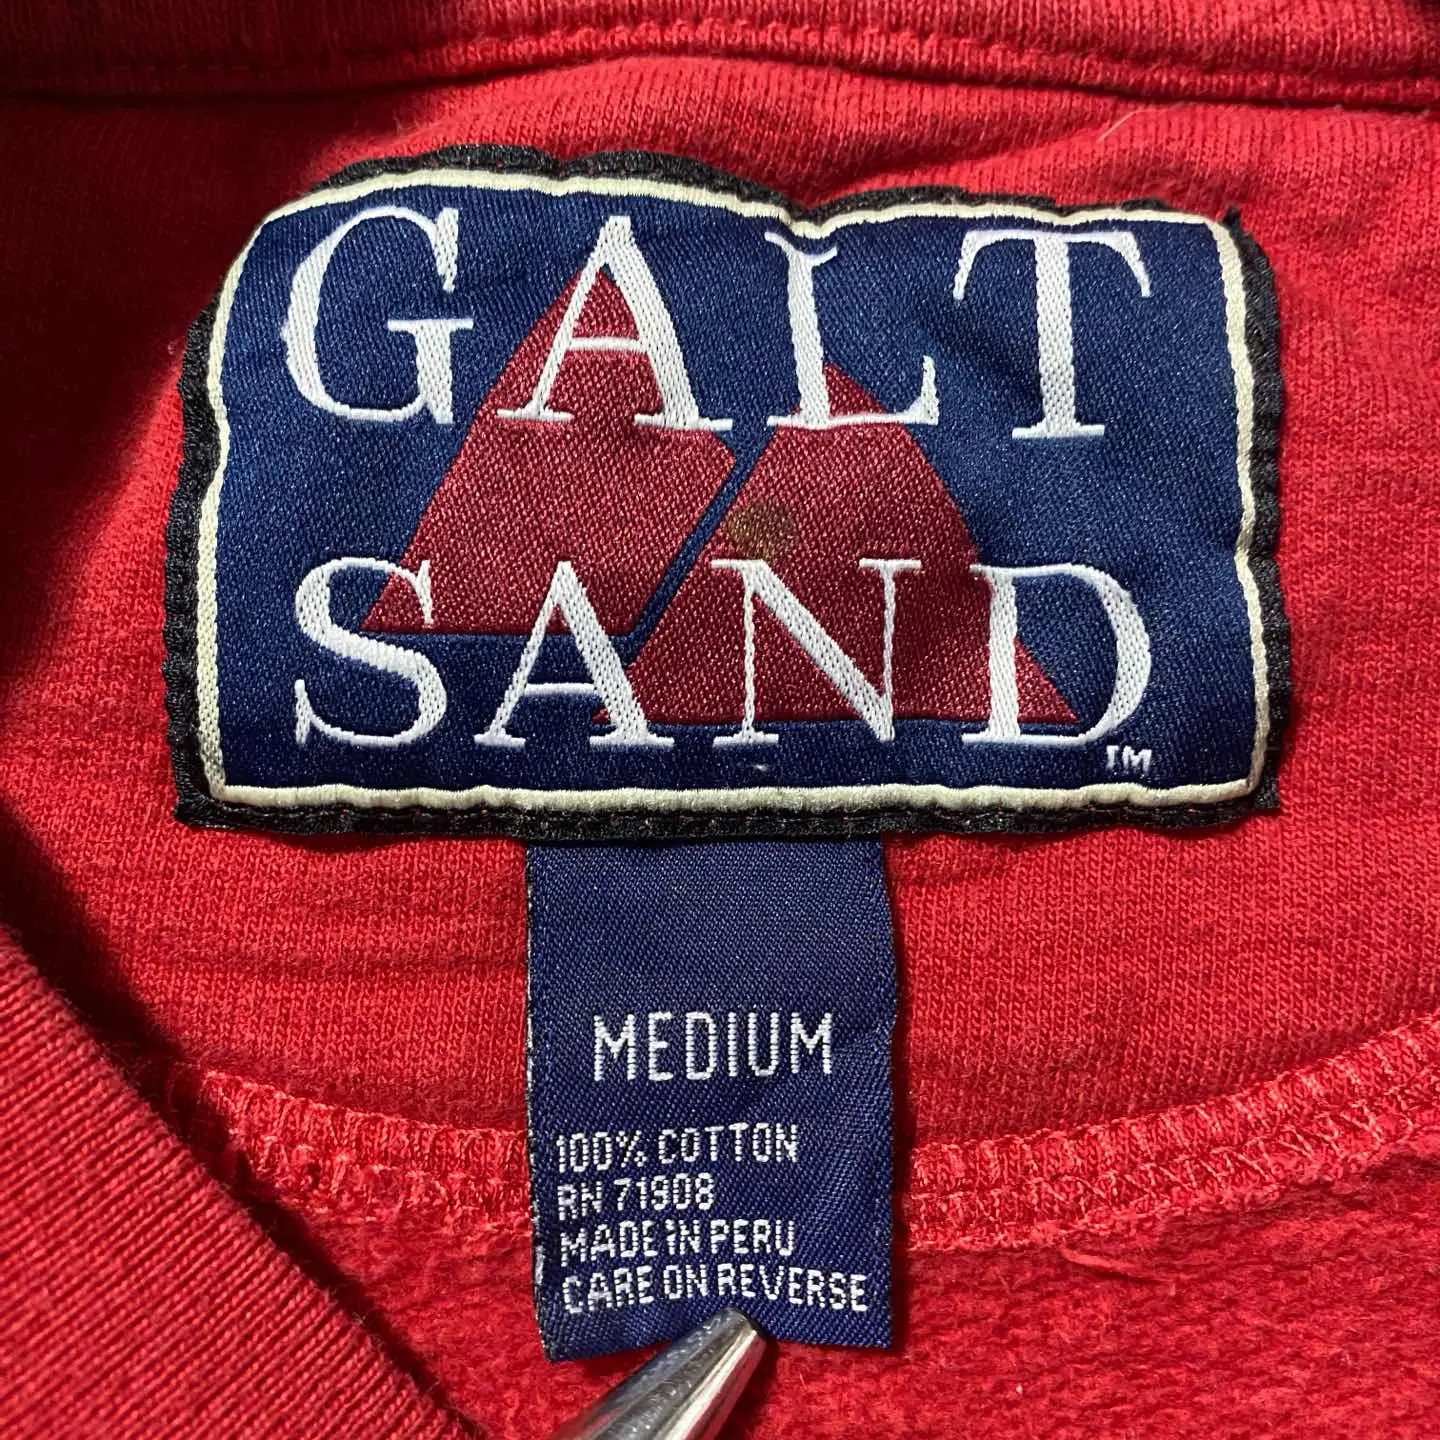 GALT
SAND
TM
MEDIUM
100% COTTON
RN 71908
MADE IN PERU
CARE ON REVERSE